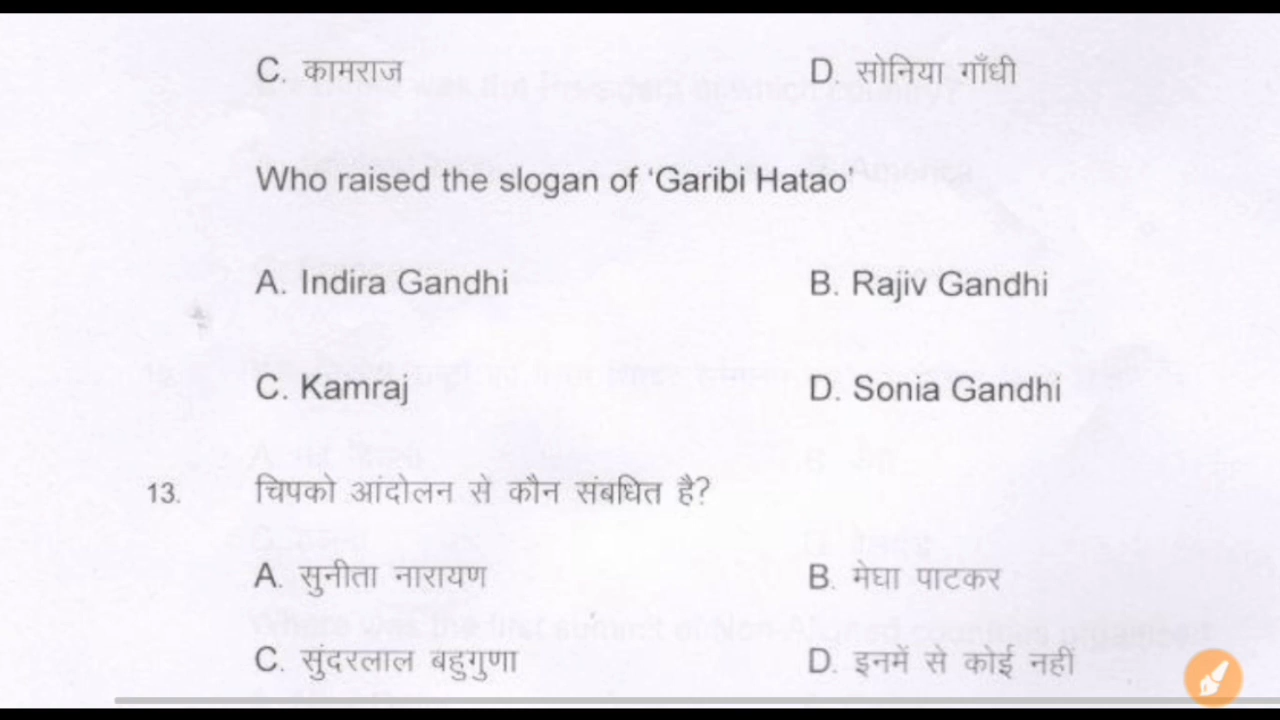 C. कामराज D. सोनिया गाँधी
Who raised the slogan of ‘Garibi Hatao’
A. Indira Gandhi B. Rajiv Gandhi
C. Kamraj D. Sonia Gandhi
13. चिपको आंदोलन से कौन संबधित है?
A. सुनीता नारायण B. मेघा पाटकर
C. सुंदरलाल बहुगुणा D. इनमें से कोई नहीं